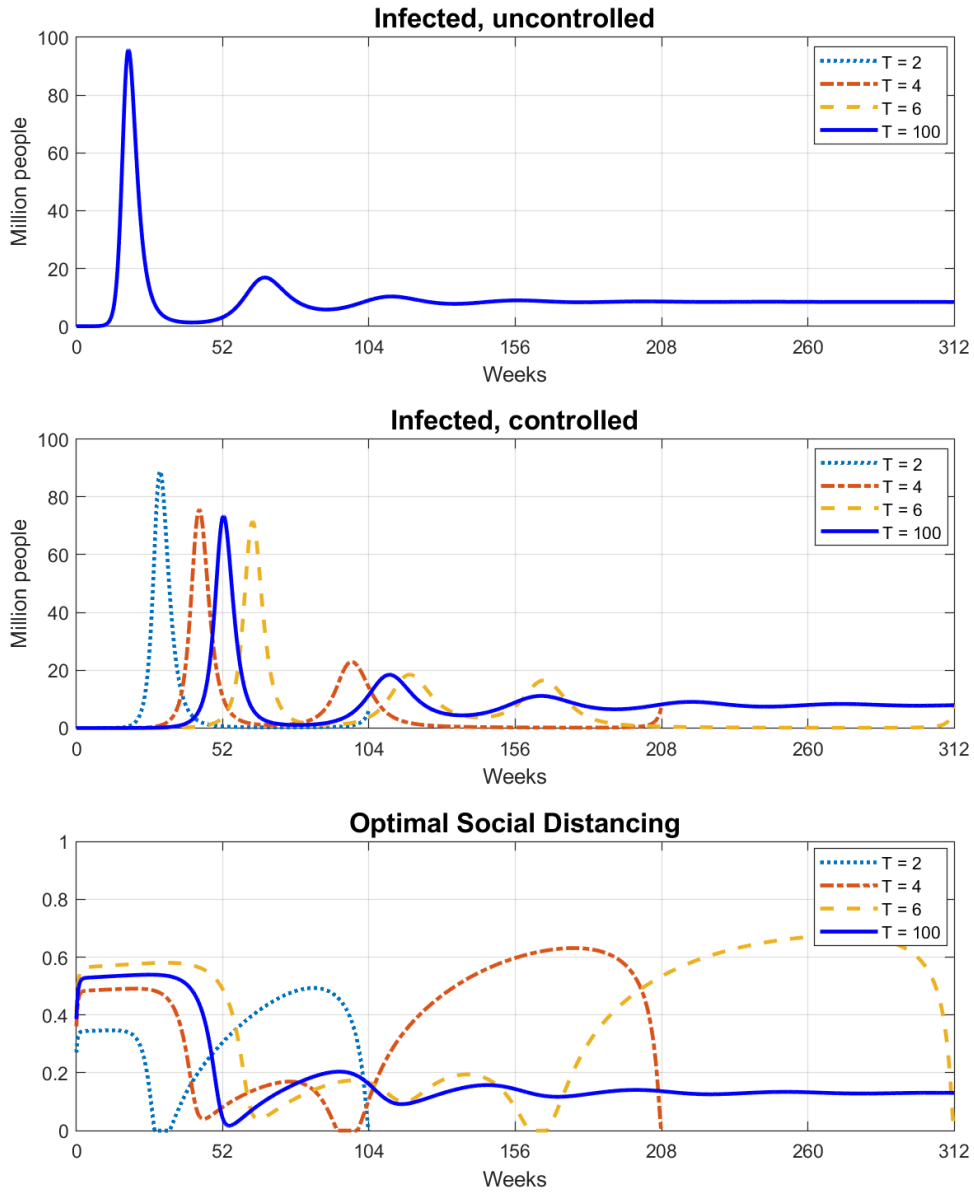 Infected, uncontrolled
100
80
60
40
20
0
Million people
0 52 104 156 208 260 312
Weeks
T = 2
T = 4
T = 6
T = 100
Infected, controlled
100
80
60
40
20
0
Million people
0 52 104 156 208 260 312
Weeks
T = 2
T = 4
T = 6
T = 100
Optimal Social Distancing
1
0.8
0.6
0.4
0.2
0
0 52 104 156 208 260 312
Weeks
T = 2
T = 4
T = 6
T = 100